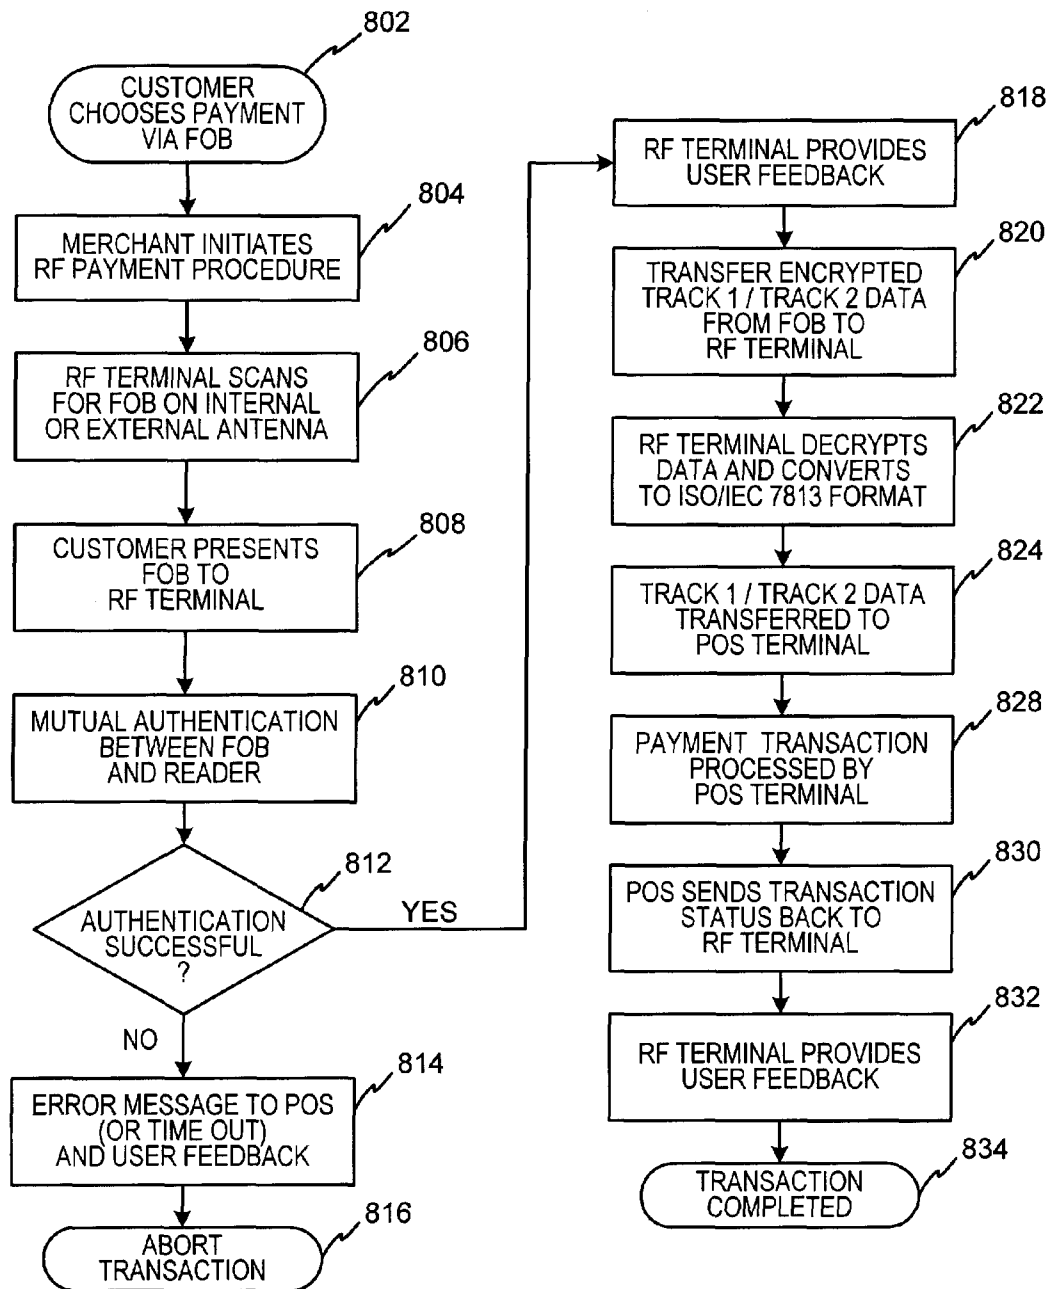 802
CUSTOMER
CHOOSES PAYMENT
VIA FOB
804
MERCHANT INITIATES
RF PAYMENT PROCEDURE
806
RF TERMINAL SCANS
FOR FOB ON INTERNAL
OR EXTERNAL ANTENNA
808
CUSTOMER PRESENTS
FOB TO
RF TERMINAL
810
MUTUAL AUTHENTICATION
BETWEEN FOB
AND READER
812
AUTHENTICATION
SUCCESSFUL
?
YES
NO
814
ERROR MESSAGE TO POS
(OR TIME OUT)
AND USER FEEDBACK
816
ABORT
TRANSACTION
818
RF TERMINAL PROVIDES
USER FEEDBACK
820
TRANSFER ENCRYPTED
TRACK 1 / TRACK 2 DATA
FROM FOB TO
RF TERMINAL
822
RF TERMINAL DECRYPTS
DATA AND CONVERTS
TO ISO/IEC 7813 FORMAT
824
TRACK 1 / TRACK 2 DATA
TRANSFERRED TO
POS TERMINAL
828
PAYMENT TRANSACTION
PROCESSED BY
POS TERMINAL
830
POS SENDS TRANSACTION
STATUS BACK TO
RF TERMINAL
832
RF TERMINAL PROVIDES
USER FEEDBACK
834
TRANSACTION
COMPLETED